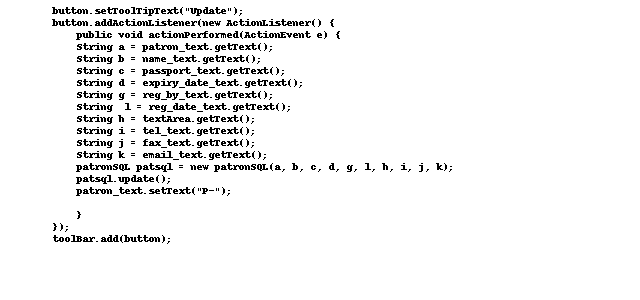 button.setToolTipText("Update");
button.addActionListener(new ActionListener() {
public void actionPerformed(ActionEvent e) {
String a = patron_text.getText();
String b = name_text.getText();
String c = passport_text.getText();
String d = expiry_date_text.getText();
String g = reg_by_text.getText();
String  l = reg_date_text.getText();
String h = textArea.getText();
String i = tel_text.getText();
String j = fax_text.getText();
String k = email_text.getText();
patronSQL patsql = new patronSQL(a, b, c, d, g, l, h, i, j, k);
patsql.update();
patron_text.setText("P-");
}
});
toolBar.add(button);